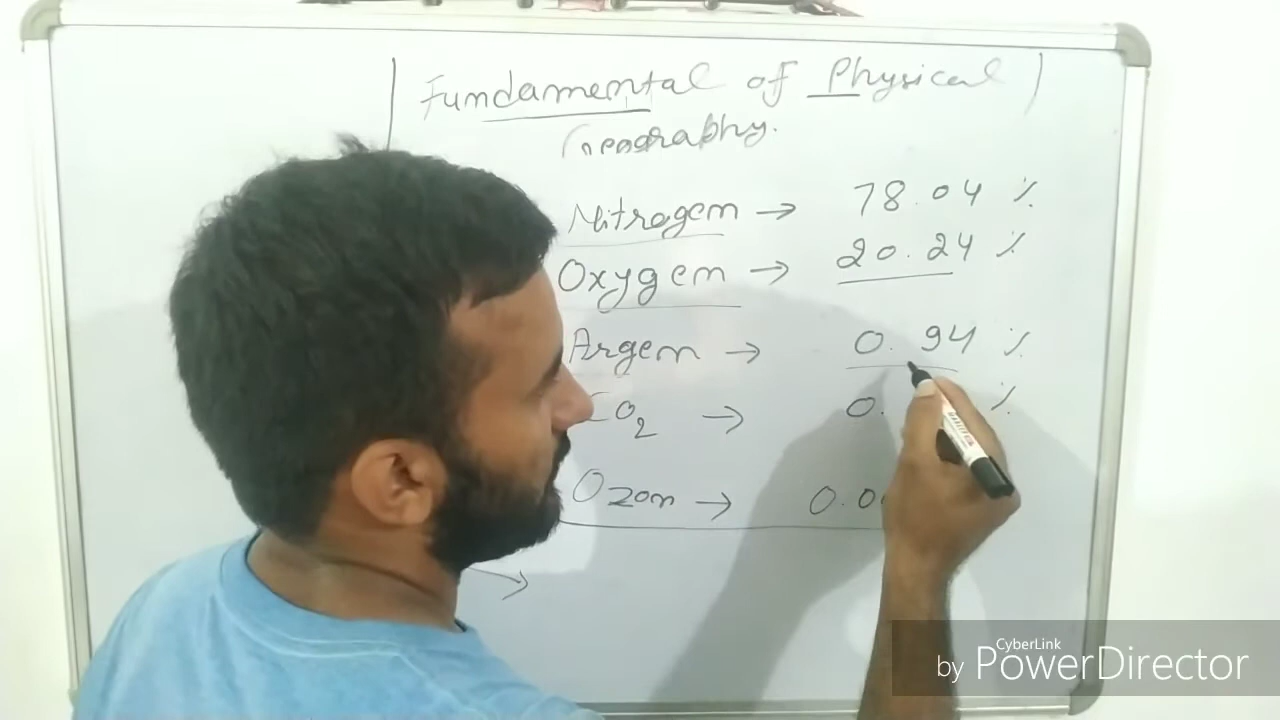 Fundamental of Physical
Geography.
Nitrogem → 78.04 %
Oxygem → 20.24 %
Argem → 0.94 %
CO2 → 0. %
Ozon → 0.0
CyberLink
by PowerDirector